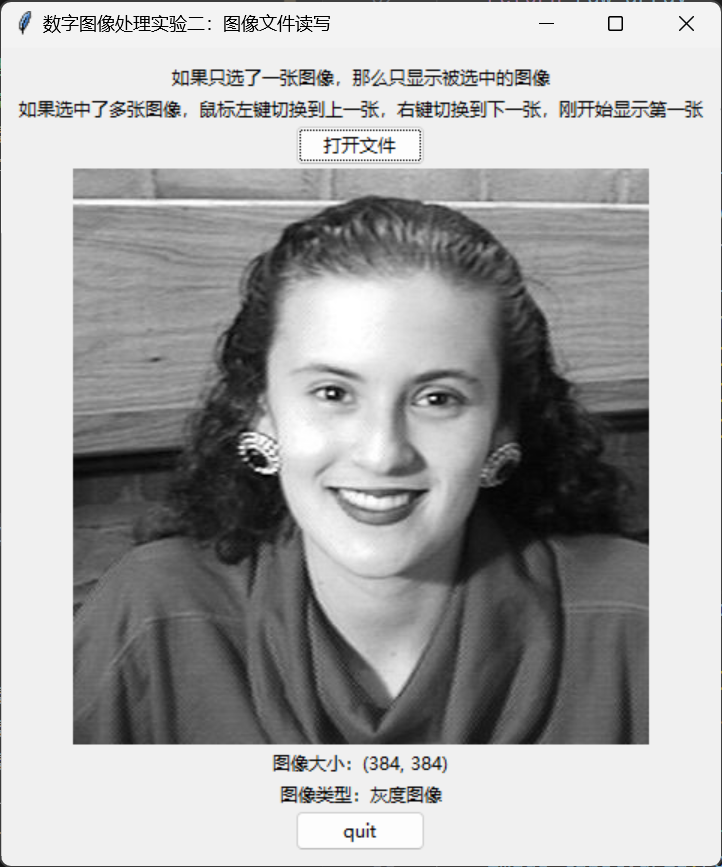 数字图像处理实验二：图像文件读写
如果只选了一张图像，那么只显示被选中的图像
如果选中了多张图像，鼠标左键切换到上一张，右键切换到下一张，刚开始显示第一张
打开文件
图像大小：(384, 384)
图像类型：灰度图像
quit